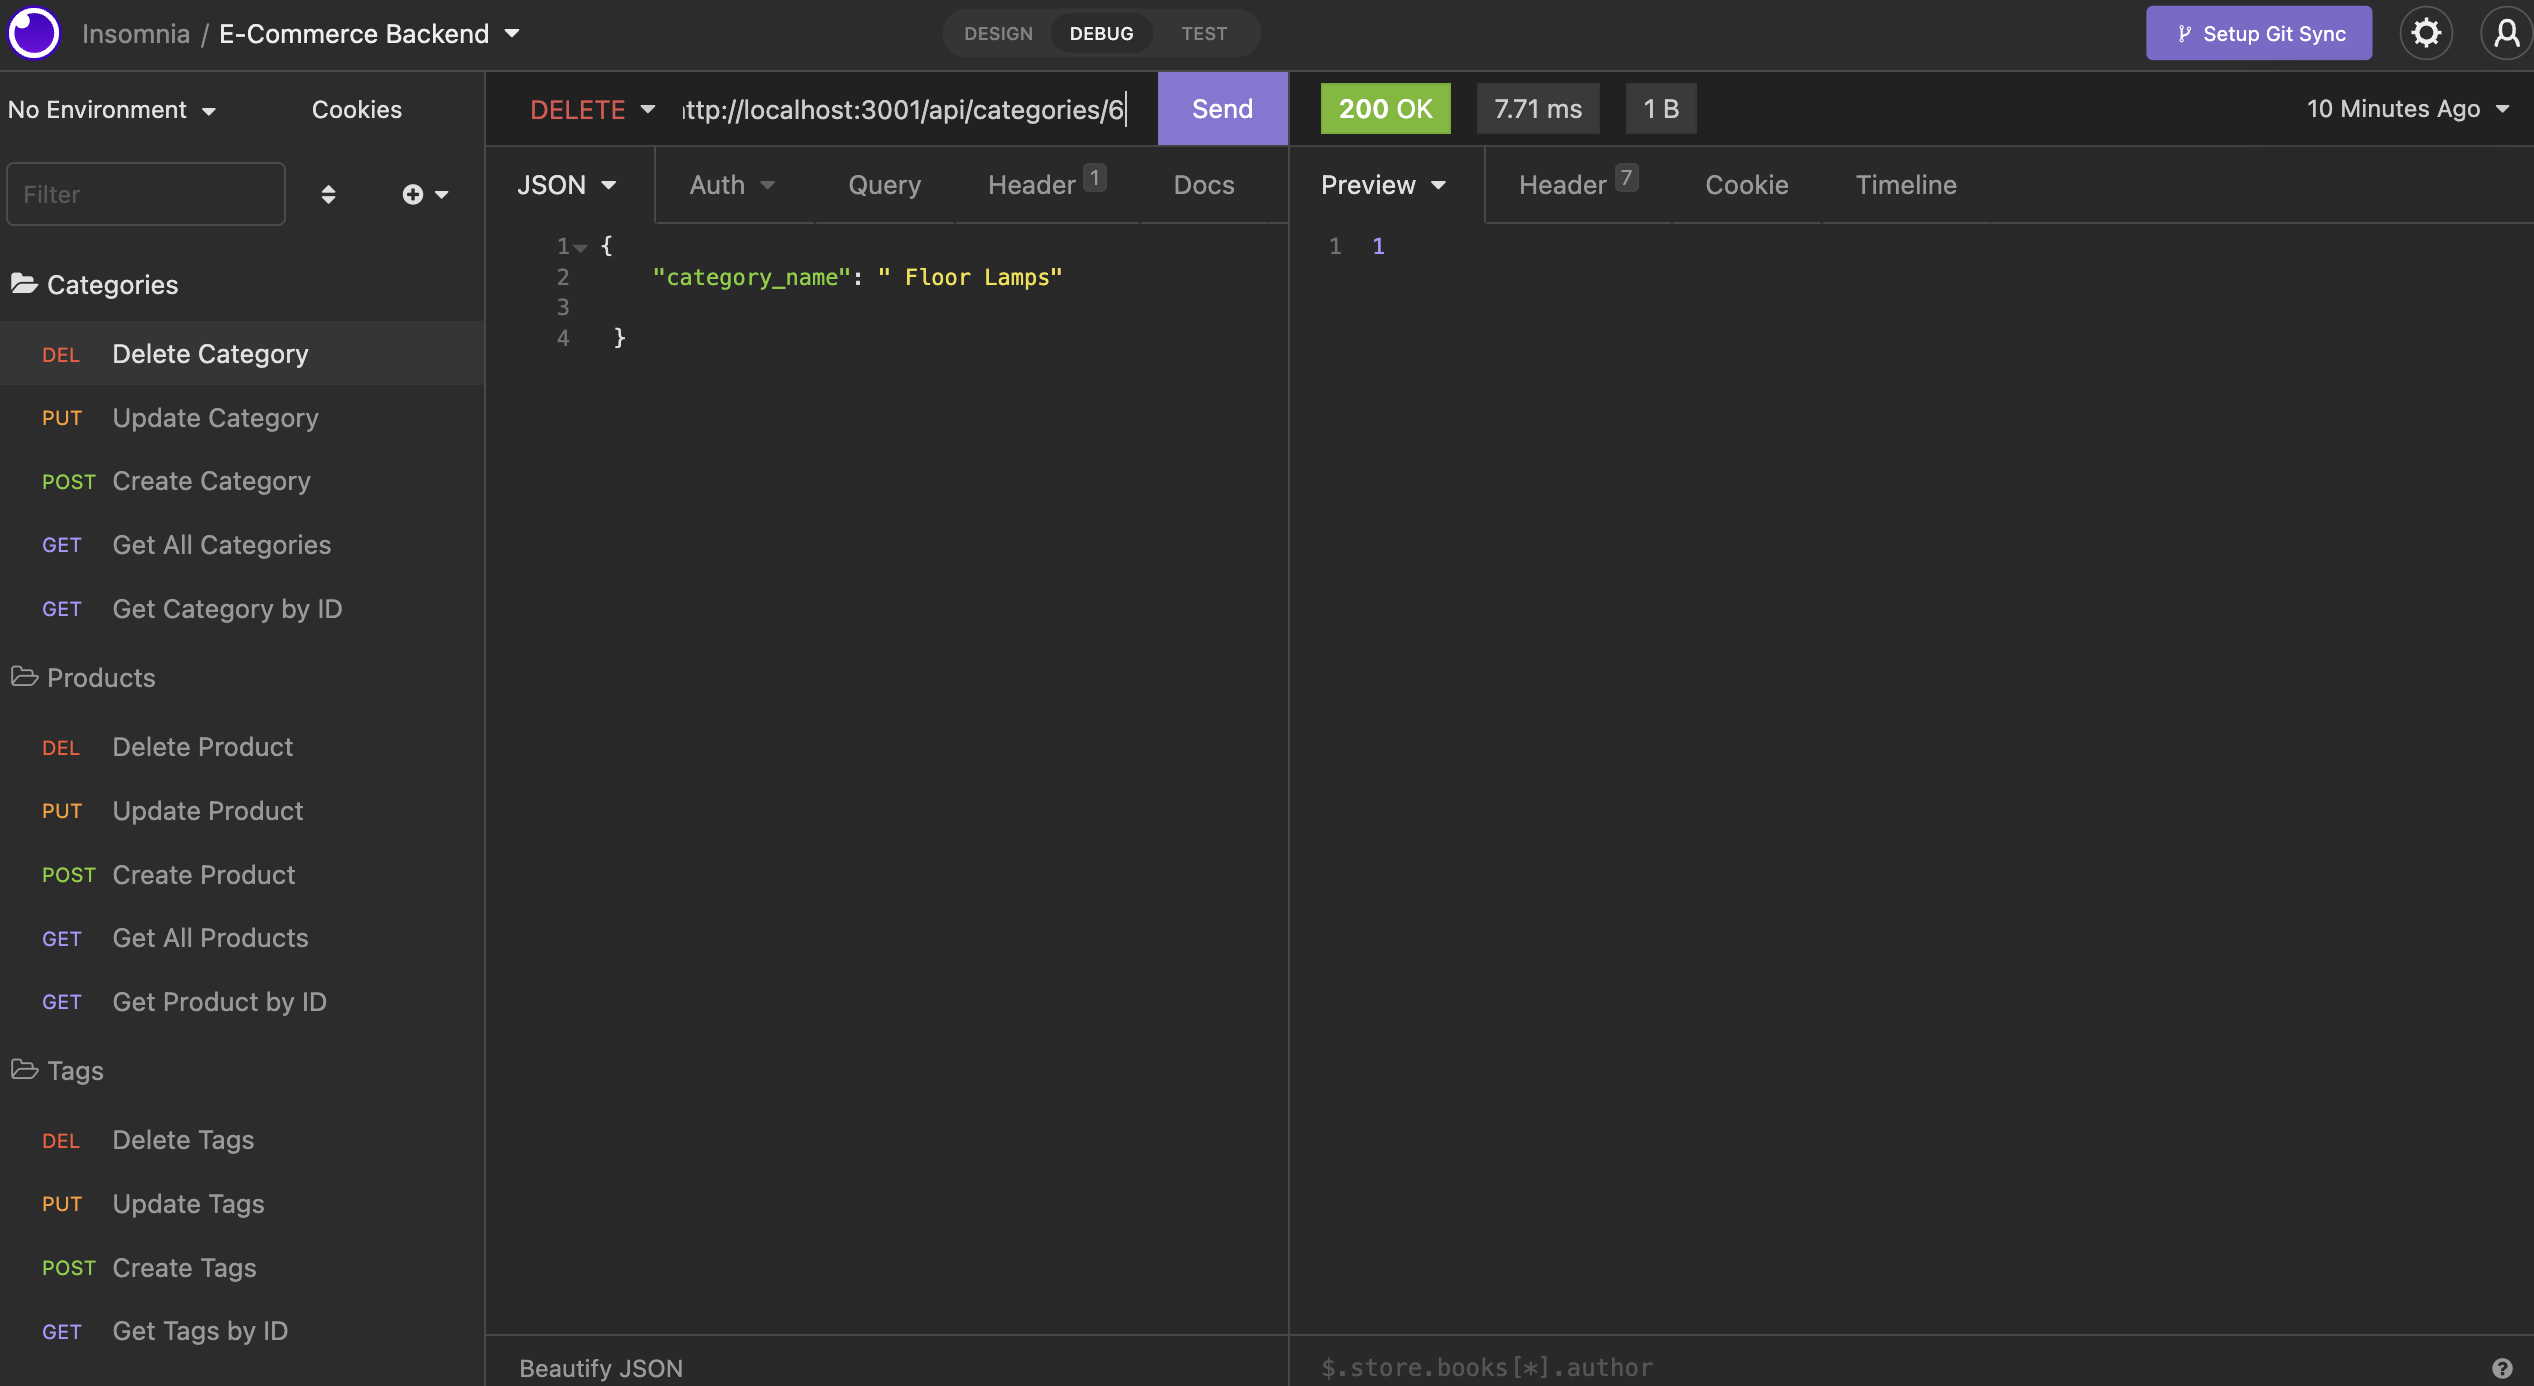 Insomnia / E-Commerce Backend
DESIGN DEBUG TEST
Setup Git Sync
No Environment Cookies
DELETE ttp://localhost:3001/api/categories/6 Send
200 OK 7.71 ms 1 B 10 Minutes Ago
Filter
JSON Auth Query Header 1 Docs
Preview Header 7 Cookie Timeline
1 {
2 "category_name": " Floor Lamps"
3
4 }
1 1
Categories
DEL Delete Category
PUT Update Category
POST Create Category
GET Get All Categories
GET Get Category by ID
Products
DEL Delete Product
PUT Update Product
POST Create Product
GET Get All Products
GET Get Product by ID
Tags
DEL Delete Tags
PUT Update Tags
POST Create Tags
GET Get Tags by ID
Beautify JSON
$.store.books[*].author
?